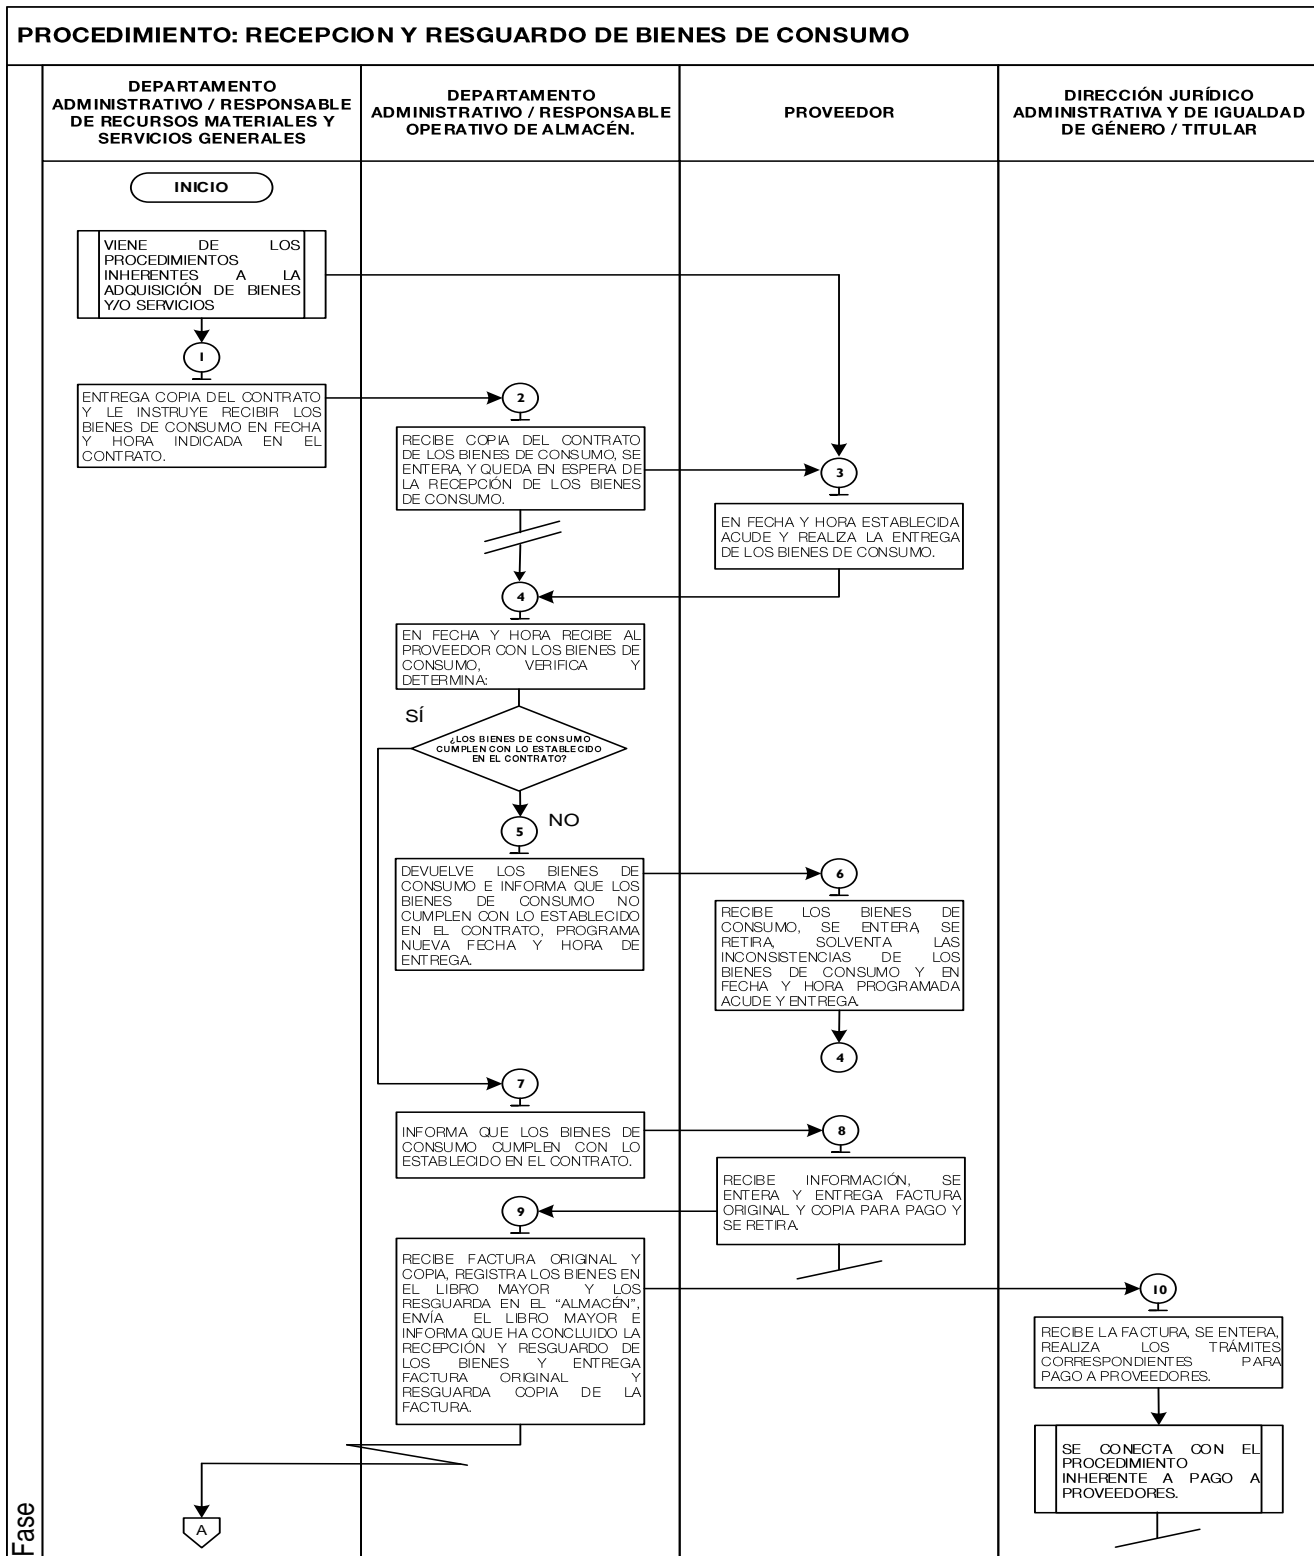 PROCEDIMIENTO: RECEPCION Y RESGUARDO DE BIENES DE CONSUMO
DEPARTAMENTO
ADMINISTRATIVO / RESPONSABLE
DE RECURSOS MATERIALES Y
SERVICIOS GENERALES
DEPARTAMENTO
ADMINISTRATIVO / RESPONSABLE
OPERATIVO DE ALMACÉN.
PROVEEDOR
DIRECCIÓN JURÍDICO
ADMINISTRATIVA Y DE IGUALDAD
DE GÉNERO / TITULAR
INICIO
VIENE DE LOS
PROCEDIMIENTOS
INHERENTES A LA
ADQUISICIÓN DE BIENES
Y/O SERVICIOS
1
ENTREGA COPIA DEL CONTRATO
Y LE INSTRUYE RECIBIR LOS
BIENES DE CONSUMO EN FECHA
Y HORA INDICADA EN EL
CONTRATO.
2
RECIBE COPIA DEL CONTRATO
DE LOS BIENES DE CONSUMO, SE
ENTERA, Y QUEDA EN ESPERA DE
LA RECEPCIÓN DE LOS BIENES
DE CONSUMO.
3
EN FECHA Y HORA ESTABLECIDA
ACUDE Y REALIZA LA ENTREGA
DE LOS BIENES DE CONSUMO.
4
EN FECHA Y HORA RECIBE AL
PROVEEDOR CON LOS BIENES DE
CONSUMO, VERIFICA Y
DETERMINA:
SÍ
¿LOS BIENES DE CONSUMO
CUMPLEN CON LO ESTABLECIDO
EN EL CONTRATO?
NO
5
DEVUELVE LOS BIENES DE
CONSUMO E INFORMA QUE LOS
BIENES DE CONSUMO NO
CUMPLEN CON LO ESTABLECIDO
EN EL CONTRATO, PROGRAMA
NUEVA FECHA Y HORA DE
ENTREGA.
6
RECIBE LOS BIENES DE
CONSUMO, SE ENTERA, SE
RETIRA, SOLVENTA LAS
INCONSISTENCIAS DE LOS
BIENES DE CONSUMO Y EN
FECHA Y HORA PROGRAMADA
ACUDE Y ENTREGA.
4
7
INFORMA QUE LOS BIENES DE
CONSUMO CUMPLEN CON LO
ESTABLECIDO EN EL CONTRATO.
8
RECIBE INFORMACIÓN, SE
ENTERA Y ENTREGA FACTURA
ORIGINAL Y COPIA PARA PAGO Y
SE RETIRA.
9
RECIBE FACTURA ORIGINAL Y
COPIA, REGISTRA LOS BIENES EN
EL LIBRO MAYOR Y LOS
RESGUARDA EN EL “ALMACÉN”,
ENVÍA EL LIBRO MAYOR E
INFORMA QUE HA CONCLUIDO LA
RECEPCIÓN Y RESGUARDO DE
LOS BIENES Y ENTREGA
FACTURA ORIGINAL Y
RESGUARDA COPIA DE LA
FACTURA.
10
RECIBE LA FACTURA, SE ENTERA,
REALIZA LOS TRÁMITES
CORRESPONDIENTES PARA
PAGO A PROVEEDORES.
SE CONECTA CON EL
PROCEDIMIENTO
INHERENTE A PAGO A
PROVEEDORES.
A
Fase